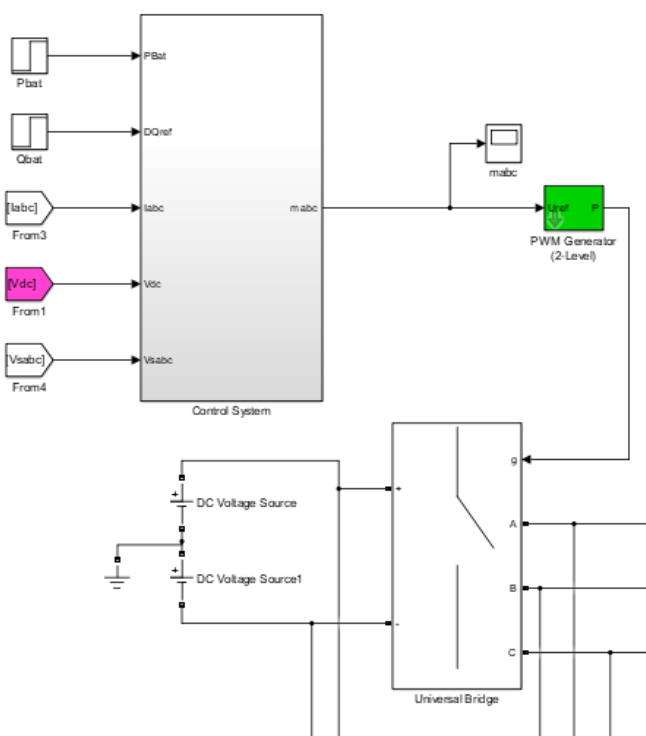 Pbat
PBat
Qbat
DQref
[Iabc]
From3
Iabc
mabc
mabc
Uref
P
PWM Generator
(2-Level)
[Vdc]
From1
Vdc
[Vsabc]
From4
Vsabc
Control System
g
+
DC Voltage Source
+
A
+
DC Voltage Source1
B
-
C
Universal Bridge